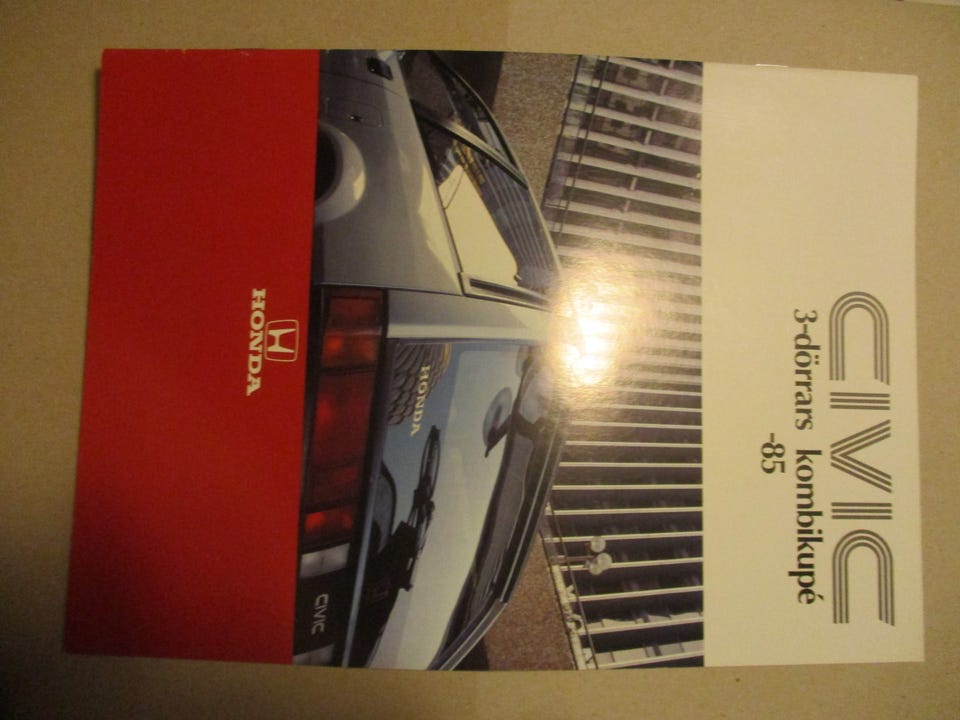 CIVIC
3-dörrars kombikupé
-85
HONDA
CIVIC
HONDA